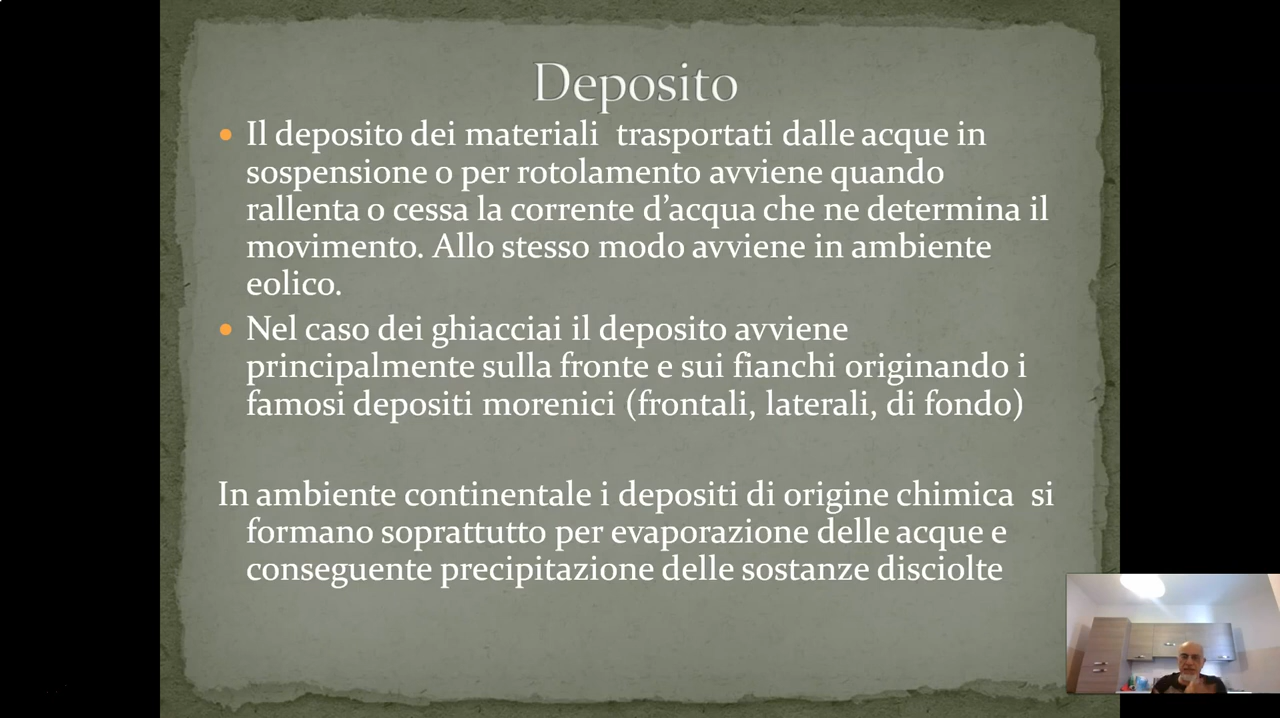 Deposito
Il deposito dei materiali  trasportati dalle acque in
sospensione o per rotolamento avviene quando
rallenta o cessa la corrente d’acqua che ne determina il
movimento. Allo stesso modo avviene in ambiente
eolico.
Nel caso dei ghiacciai il deposito avviene
principalmente sulla fronte e sui fianchi originando i
famosi depositi morenici (frontali, laterali, di fondo)
In ambiente continentale i depositi di origine chimica  si
formano soprattutto per evaporazione delle acque e
conseguente precipitazione delle sostanze disciolte